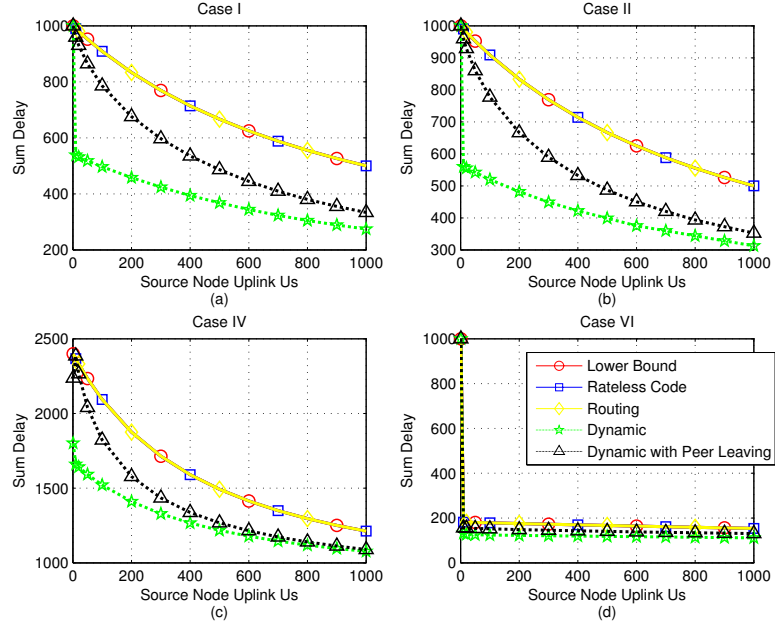 Case I
1000
800
600
400
200
Sum Delay
0 200 400 600 800 1000
Source Node Uplink Us
(a)
Case II
1000
900
800
700
600
500
400
300
Sum Delay
0 200 400 600 800 1000
Source Node Uplink Us
(b)
Case IV
2500
2000
1500
1000
Sum Delay
0 200 400 600 800 1000
Source Node Uplink Us
(c)
Case VI
1000
800
600
400
200
0
Sum Delay
0 200 400 600 800 1000
Source Node Uplink Us
(d)
Lower Bound
Rateless Code
Routing
Dynamic
Dynamic with Peer Leaving